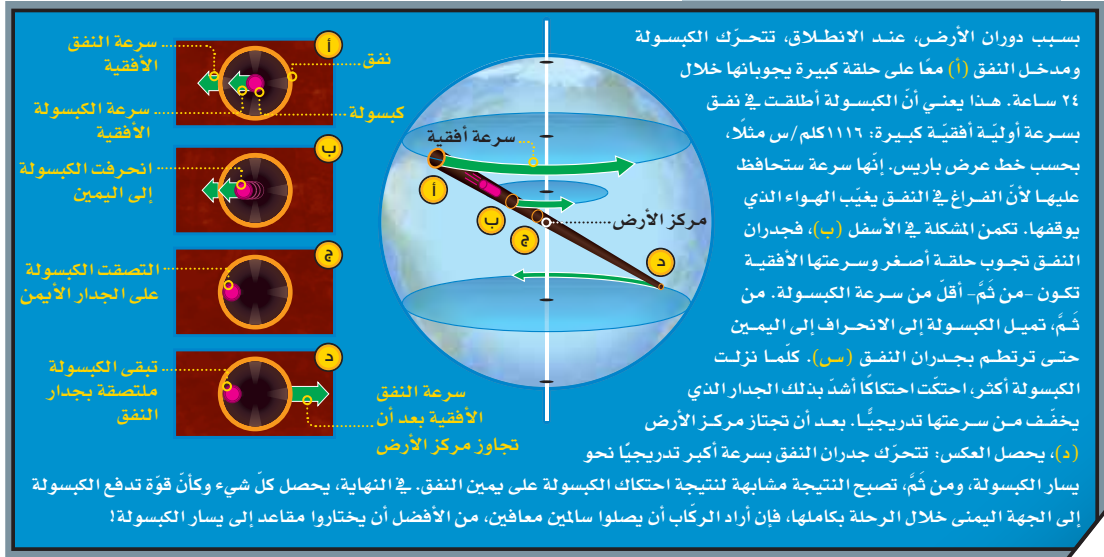 بسبب دوران الأرض، عند الانطلاق، تتحرّك الكبسولة
ومدخل النفق (أ) معًا على حلقة كبيرة يجوبانها خلال
٢٤ ساعة. هذا يعني أنّ الكبسولة أطلقت في نفق
بسرعة أوليّة أفقيّة كبيرة: ١١١٦كلم/س مثلًا،
بحسب خط عرض باريس. إنّها سرعة ستحافظ
عليها لأنّ الفراغ في النفق يغيّب الهواء الذي
يوقفها. تكمن المشكلة في الأسفل (ب)، فجدران
النفق تجوب حلقة أصغر وسرعتها الأفقية
تكون -من ثَمَّ- أقلّ من سرعة الكبسولة. من
ثَمَّ، تميل الكبسولة إلى الانحراف إلى اليمين
حتى ترتطم بجدران النفق (س). كلّما نزلت
الكبسولة أكثر، احتكّت احتكاكًا أشدّ بذلك الجدار الذي
يخفّف من سرعتها تدريجيًّا. بعد أن تجتاز مركز الأرض
(د)، يحصل العكس: تتحرّك جدران النفق بسرعة أكبر تدريجيًا نحو
يسار الكبسولة، ومن ثَمَّ، تصبح النتيجة مشابهة لنتيجة احتكاك الكبسولة على يمين النفق. في النهاية، يحصل كلّ شيء وكأنّ قوّة تدفع الكبسولة
إلى الجهة اليمنى خلال الرحلة بكاملها، فإن أراد الركّاب أن يصلوا سالمين معافين، من الأفضل أن يختاروا مقاعد إلى يسار الكبسولة!
سرعة أفقية
أ
ب
ج
مركز الأرض
د
أ
نفق
كبسولة
سرعة النفق
الأفقية
سرعة الكبسولة
الأفقية
ب
انحرفت الكبسولة
إلى اليمين
ج
التصقت الكبسولة
على الجدار الأيمن
د
تبقى الكبسولة
ملتصقة بجدار
النفق
سرعة النفق
الأفقية بعد أن
تجاوز مركز الأرض